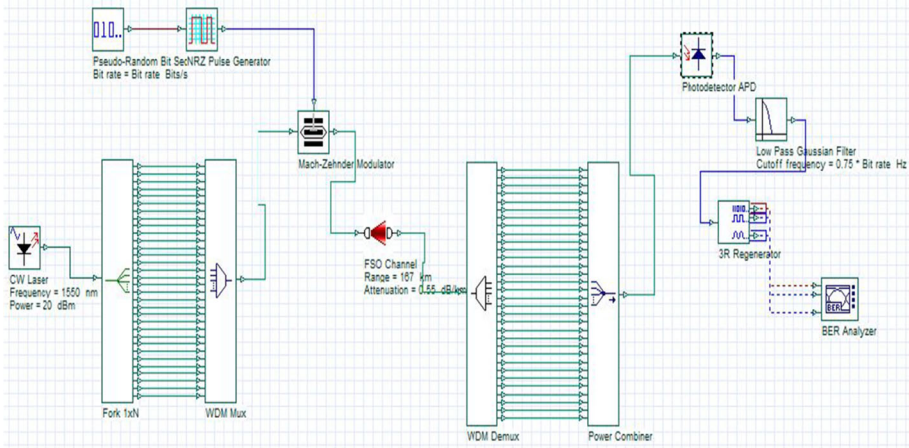 010..
Pseudo-Random Bit SeNRZ Pulse Generator
Bit rate = Bit rate Bits/s
Mach-Zehnder Modulator
CW Laser
Frequency = 1550 nm
Power = 20 dBm
Fork 1xN
WDM Mux
FSO Channel
Range = 167 km
Attenuation = 0.55 dB/km
WDM Demux
Power Combiner
Photodetector APD
Low Pass Gaussian Filter
Cutoff frequency = 0.75 * Bit rate Hz
3R Regenerator
BER
BER Analyzer